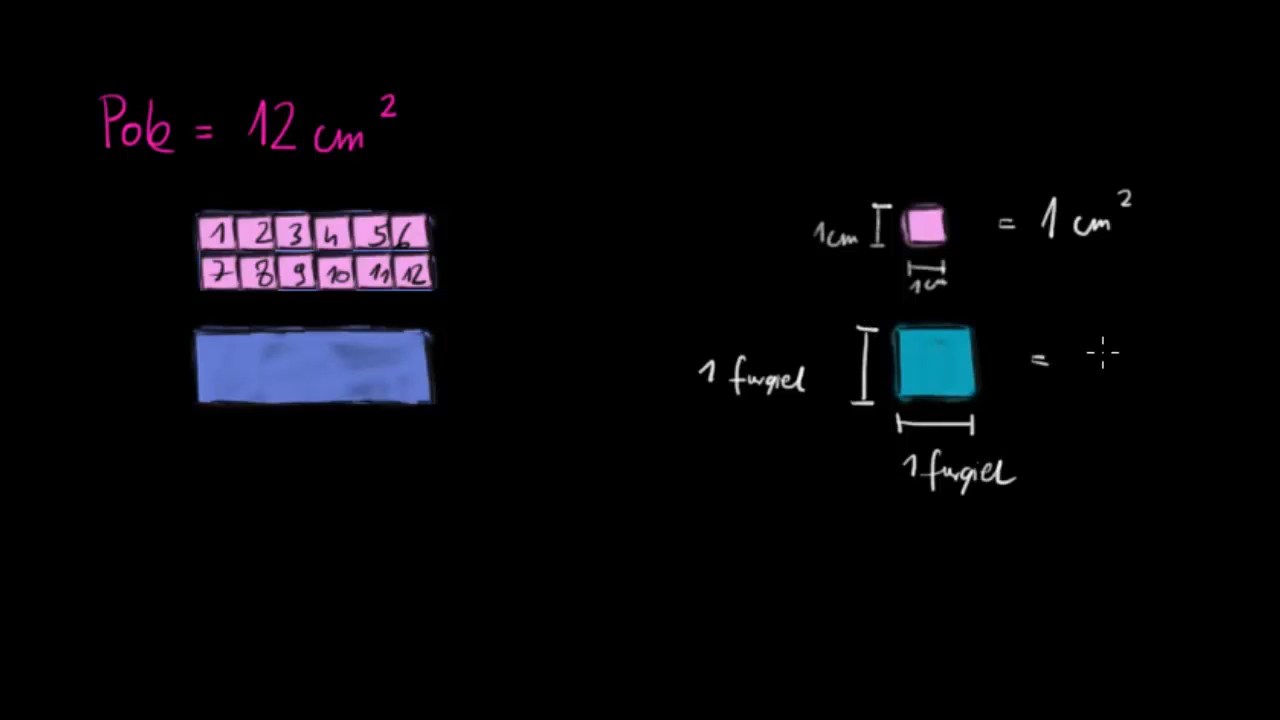 Pole = 12 cm²
1 2 3 4 5 6
7 8 9 10 11 12
1cm = 1 cm²
1cm
1 furgiel =
1 furgiel